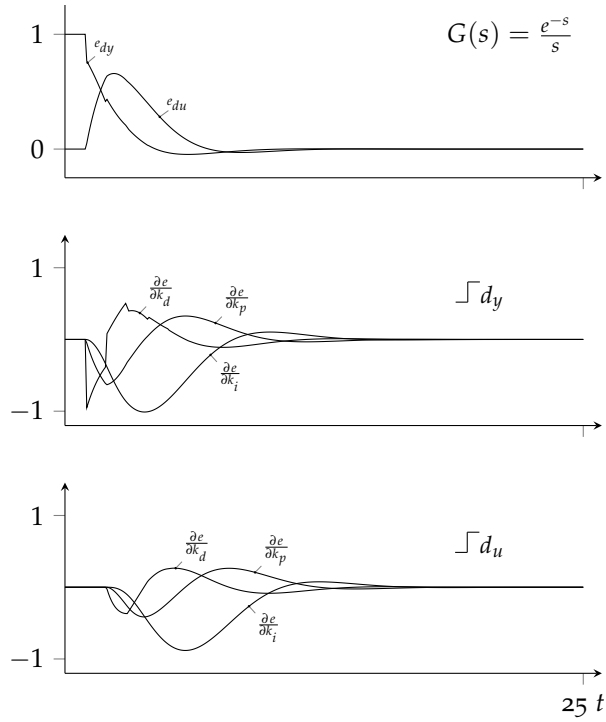 1
G(s) = e^{-s}/s
e_{dy}
e_{du}
0
1
∂e/∂k_d
∂e/∂k_p
d_y
∂e/∂k_i
−1
1
∂e/∂k_d
∂e/∂k_p
d_u
∂e/∂k_i
−1
25 t